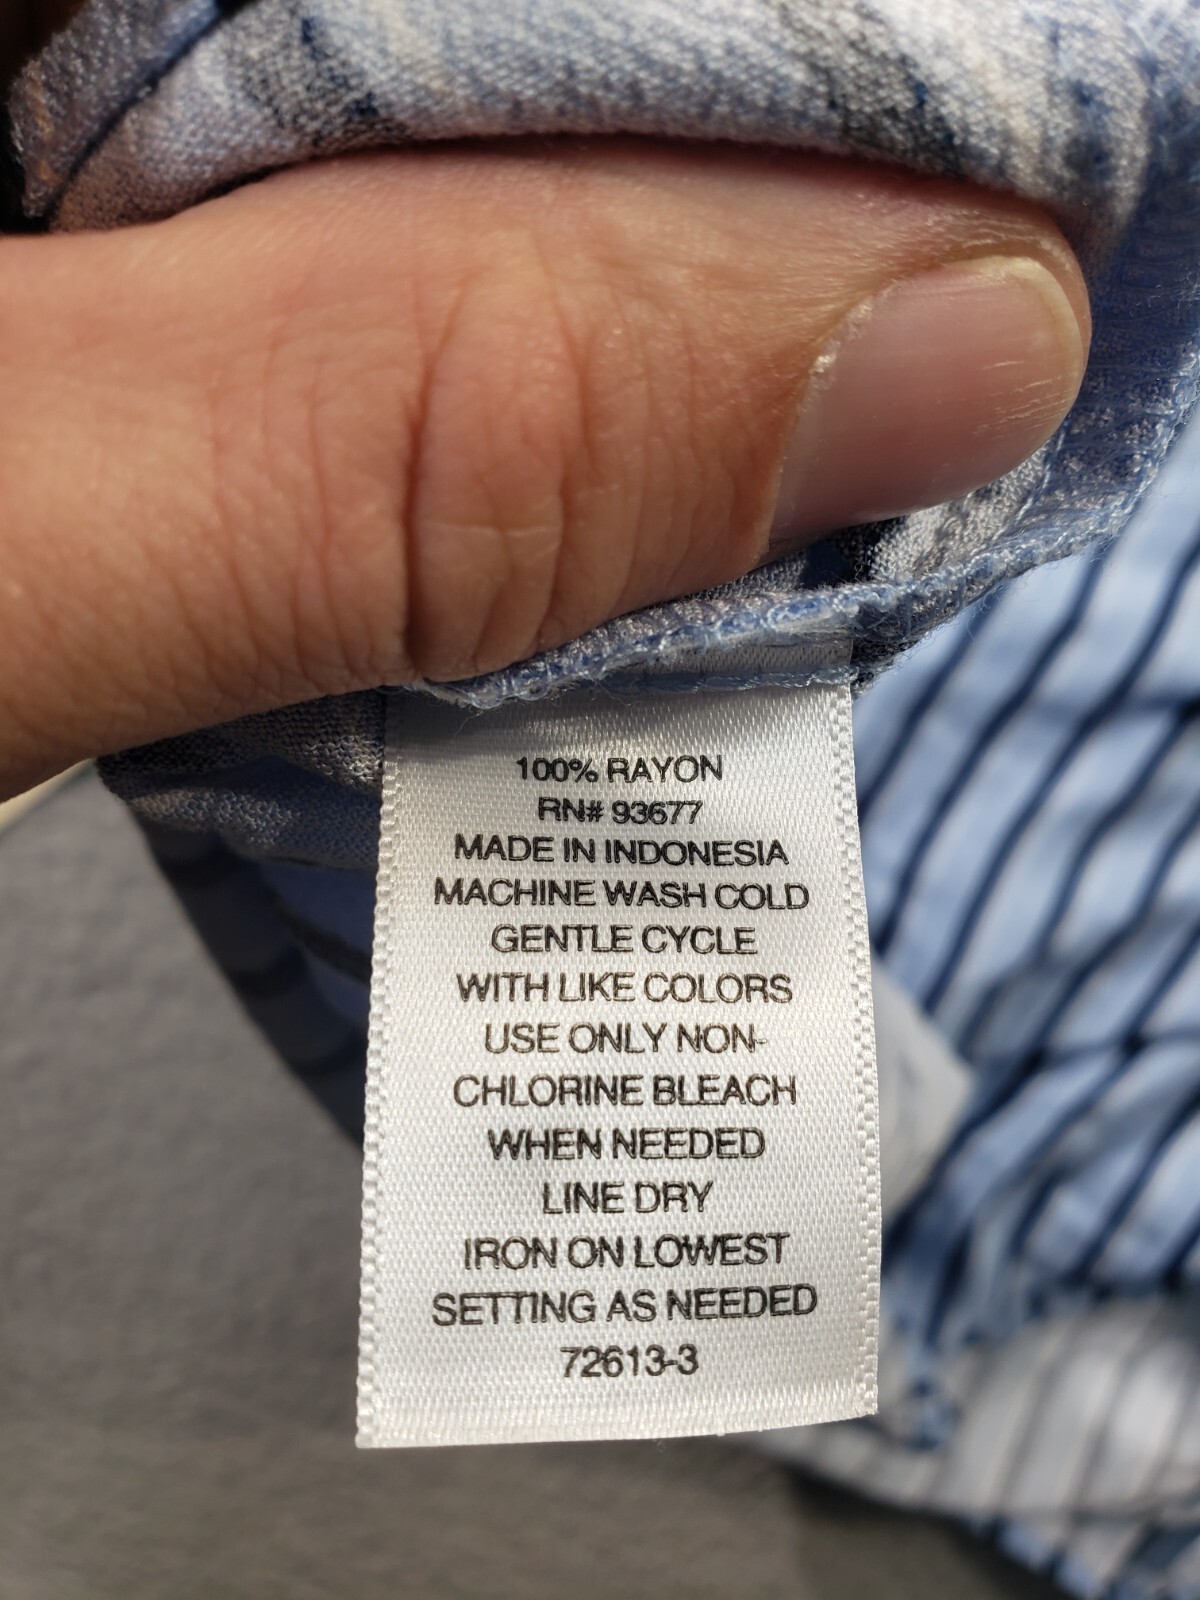 100% RAYON
RN# 93677
MADE IN INDONESIA
MACHINE WASH COLD
GENTLE CYCLE
WITH LIKE COLORS
USE ONLY NON-
CHLORINE BLEACH
WHEN NEEDED
LINE DRY
IRON ON LOWEST
SETTING AS NEEDED
72613-3